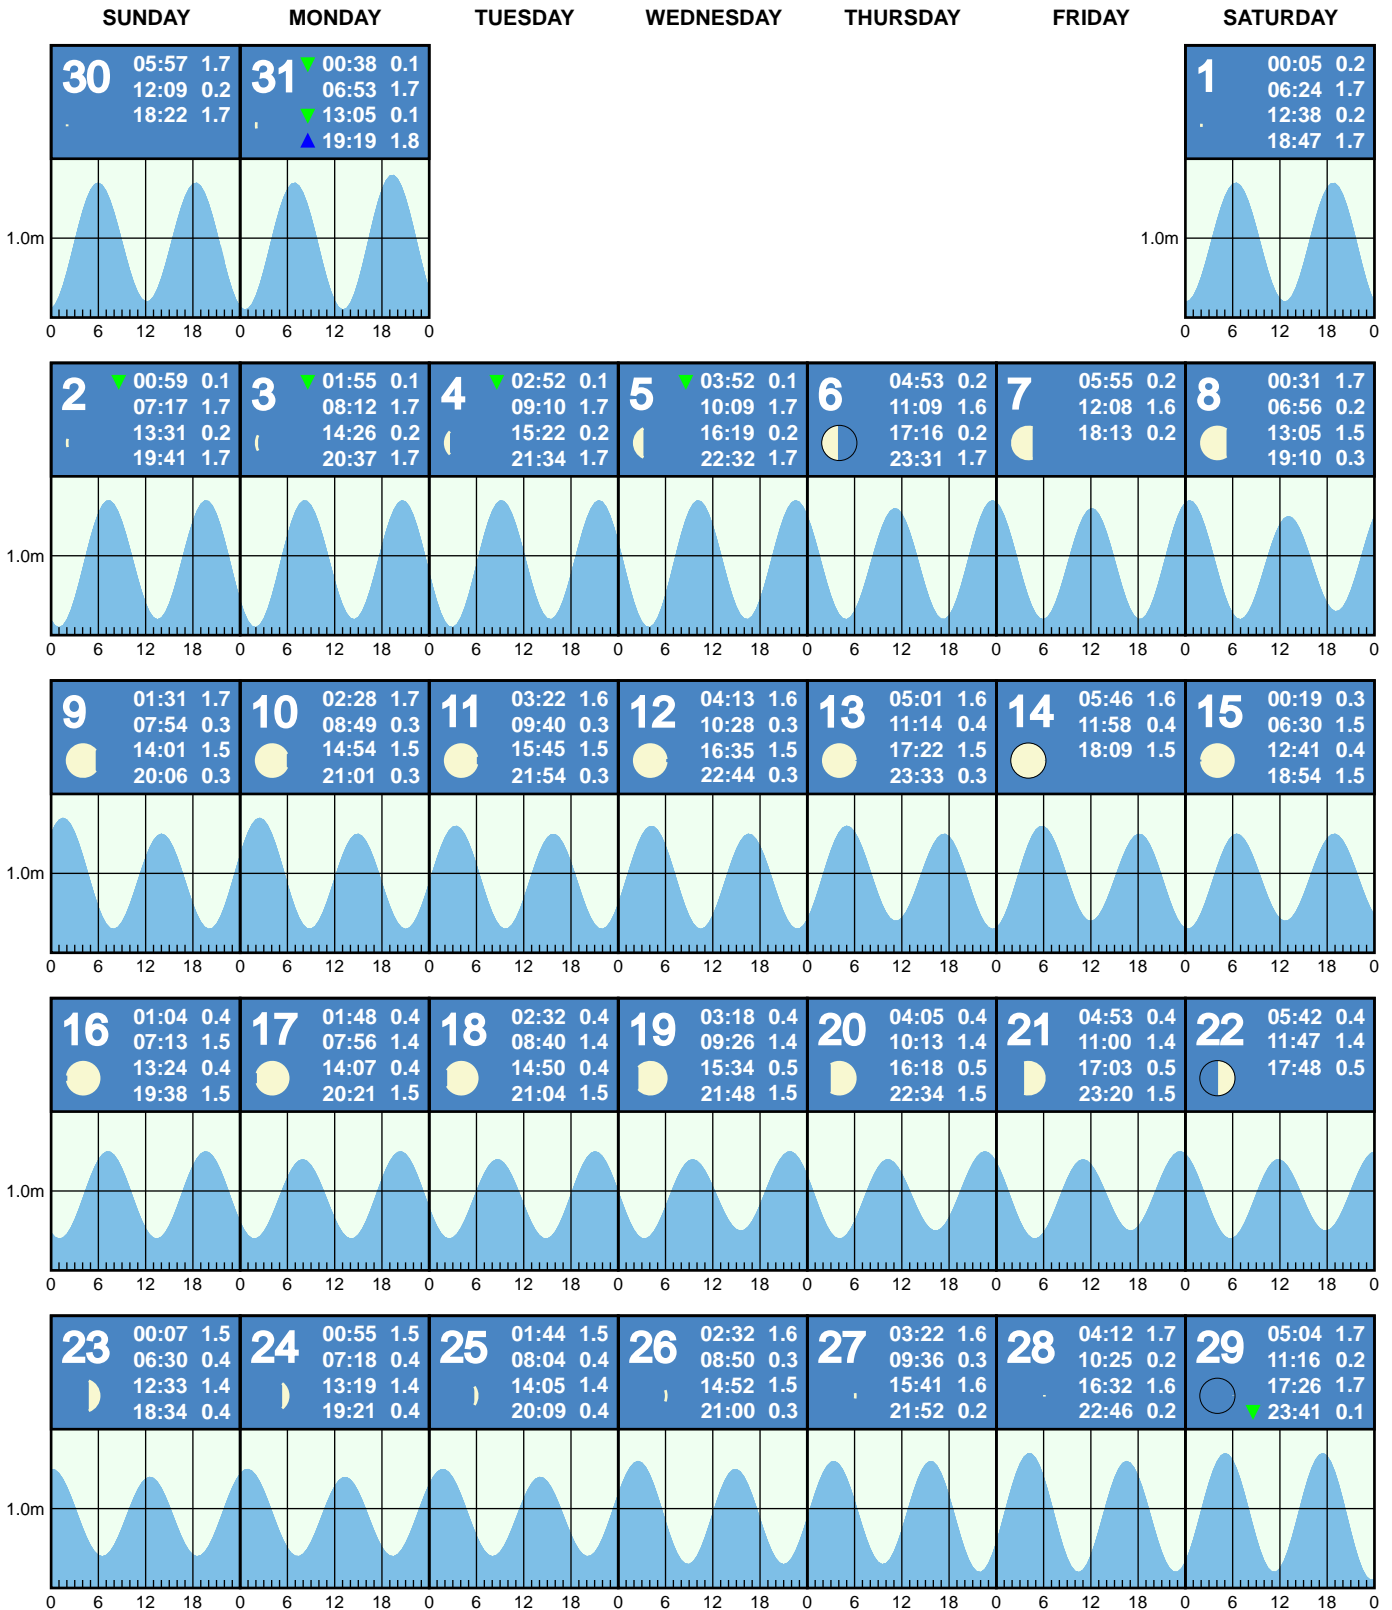 SUNDAY MONDAY TUESDAY WEDNESDAY THURSDAY FRIDAY SATURDAY
30 05:57 1.7
12:09 0.2
18:22 1.7
31 ▼ 00:38 0.1
06:53 1.7
▼ 13:05 0.1
▲ 19:19 1.8
1 00:05 0.2
06:24 1.7
12:38 0.2
18:47 1.7
1.0m 1.0m
0 6 12 18 0 6 12 18 0 0 6 12 18 0
2 ▼ 00:59 0.1
07:17 1.7
13:31 0.2
19:41 1.7
3 ▼ 01:55 0.1
08:12 1.7
14:26 0.2
20:37 1.7
4 ▼ 02:52 0.1
09:10 1.7
15:22 0.2
21:34 1.7
5 ▼ 03:52 0.1
10:09 1.7
16:19 0.2
22:32 1.7
6 04:53 0.2
11:09 1.6
17:16 0.2
23:31 1.7
7 05:55 0.2
12:08 1.6
18:13 0.2
8 00:31 1.7
06:56 0.2
13:05 1.5
19:10 0.3
1.0m
0 6 12 18 0 6 12 18 0 6 12 18 0 6 12 18 0 6 12 18 0 6 12 18 0 6 12 18 0
9 01:31 1.7
07:54 0.3
14:01 1.5
20:06 0.3
10 02:28 1.7
08:49 0.3
14:54 1.5
21:01 0.3
11 03:22 1.6
09:40 0.3
15:45 1.5
21:54 0.3
12 04:13 1.6
10:28 0.3
16:35 1.5
22:44 0.3
13 05:01 1.6
11:14 0.4
17:22 1.5
23:33 0.3
14 05:46 1.6
11:58 0.4
18:09 1.5
15 00:19 0.3
06:30 1.5
12:41 0.4
18:54 1.5
1.0m
0 6 12 18 0 6 12 18 0 6 12 18 0 6 12 18 0 6 12 18 0 6 12 18 0 6 12 18 0
16 01:04 0.4
07:13 1.5
13:24 0.4
19:38 1.5
17 01:48 0.4
07:56 1.4
14:07 0.4
20:21 1.5
18 02:32 0.4
08:40 1.4
14:50 0.4
21:04 1.5
19 03:18 0.4
09:26 1.4
15:34 0.5
21:48 1.5
20 04:05 0.4
10:13 1.4
16:18 0.5
22:34 1.5
21 04:53 0.4
11:00 1.4
17:03 0.5
23:20 1.5
22 05:42 0.4
11:47 1.4
17:48 0.5
1.0m
0 6 12 18 0 6 12 18 0 6 12 18 0 6 12 18 0 6 12 18 0 6 12 18 0 6 12 18 0
23 00:07 1.5
06:30 0.4
12:33 1.4
18:34 0.4
24 00:55 1.5
07:18 0.4
13:19 1.4
19:21 0.4
25 01:44 1.5
08:04 0.4
14:05 1.4
20:09 0.4
26 02:32 1.6
08:50 0.3
14:52 1.5
21:00 0.3
27 03:22 1.6
09:36 0.3
15:41 1.6
21:52 0.2
28 04:12 1.7
10:25 0.2
16:32 1.6
22:46 0.2
29 05:04 1.7
11:16 0.2
17:26 1.7
▼ 23:41 0.1
1.0m
0 6 12 18 0 6 12 18 0 6 12 18 0 6 12 18 0 6 12 18 0 6 12 18 0 6 12 18 0